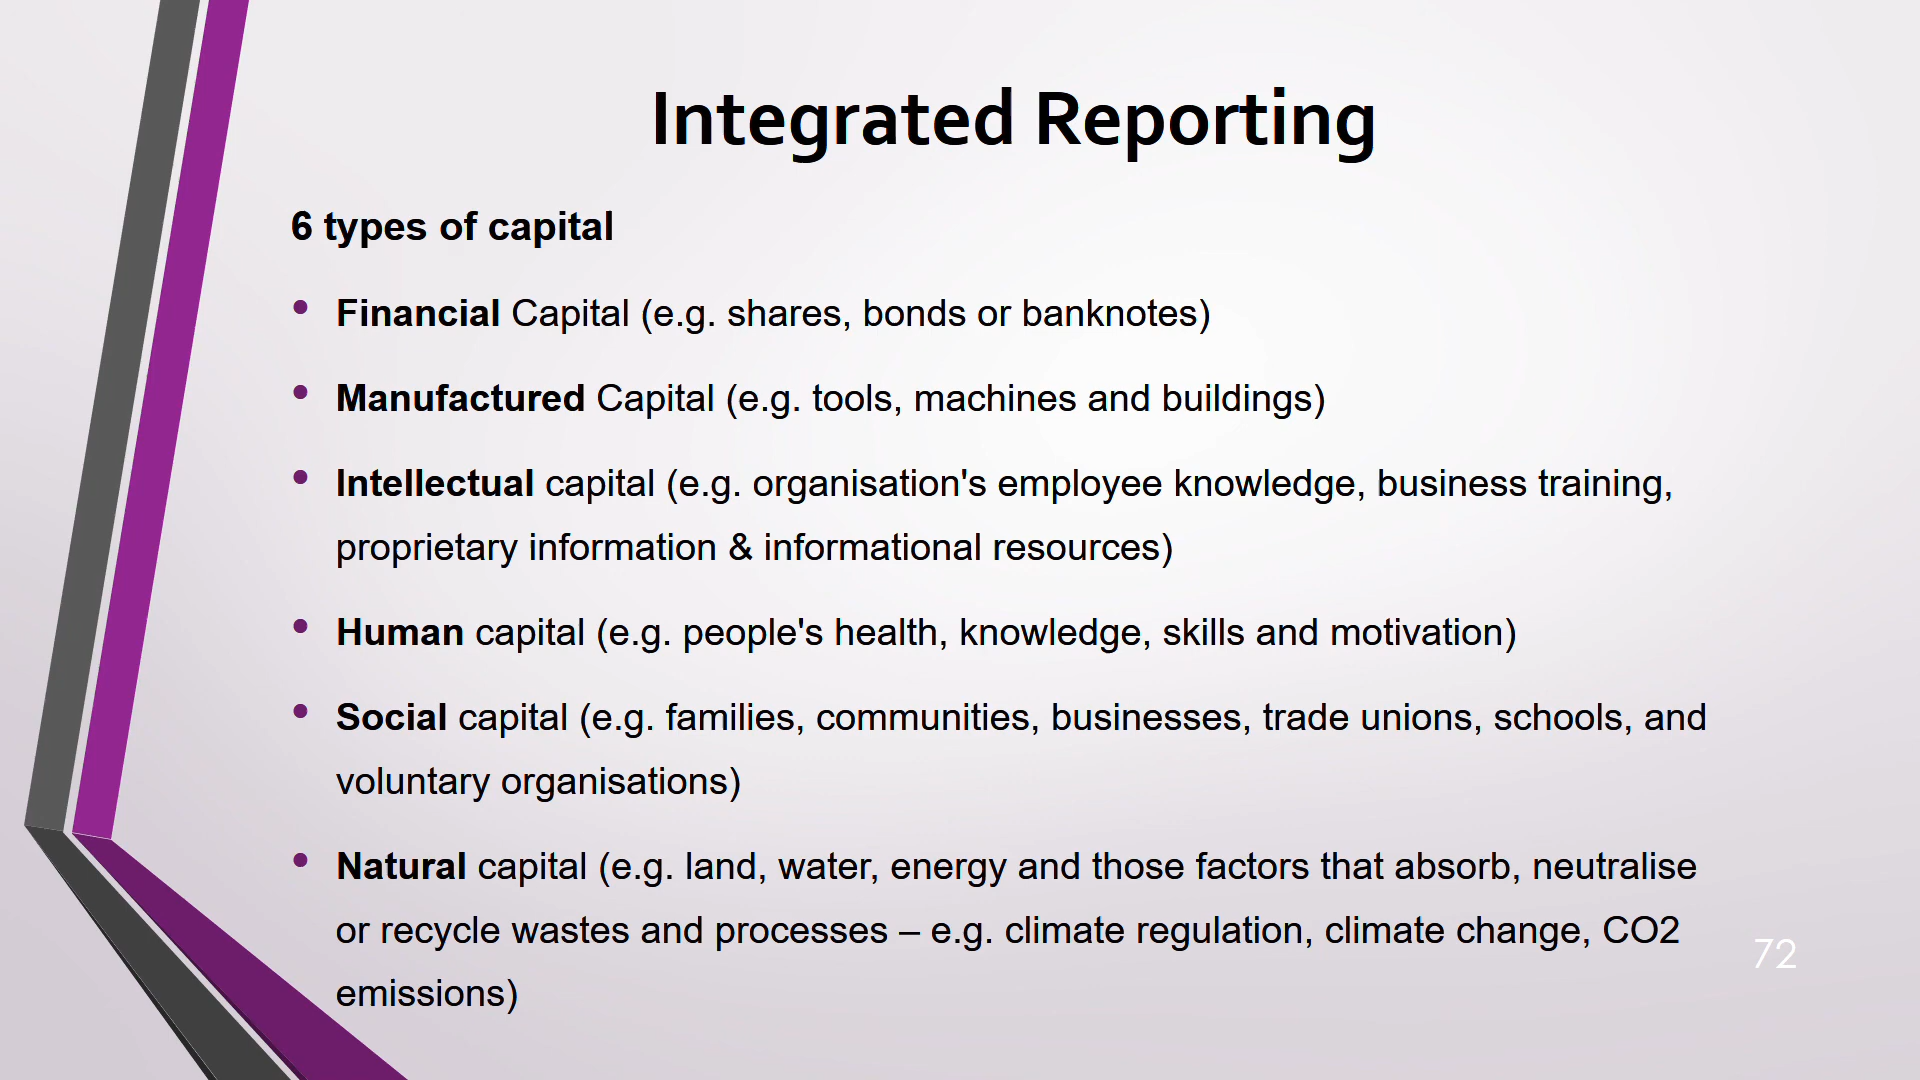 Integrated Reporting
6 types of capital
• Financial Capital (e.g. shares, bonds or banknotes)
• Manufactured Capital (e.g. tools, machines and buildings)
• Intellectual capital (e.g. organisation's employee knowledge, business training,
proprietary information & informational resources)
• Human capital (e.g. people's health, knowledge, skills and motivation)
• Social capital (e.g. families, communities, businesses, trade unions, schools, and
voluntary organisations)
• Natural capital (e.g. land, water, energy and those factors that absorb, neutralise
or recycle wastes and processes – e.g. climate regulation, climate change, CO2
emissions)
72